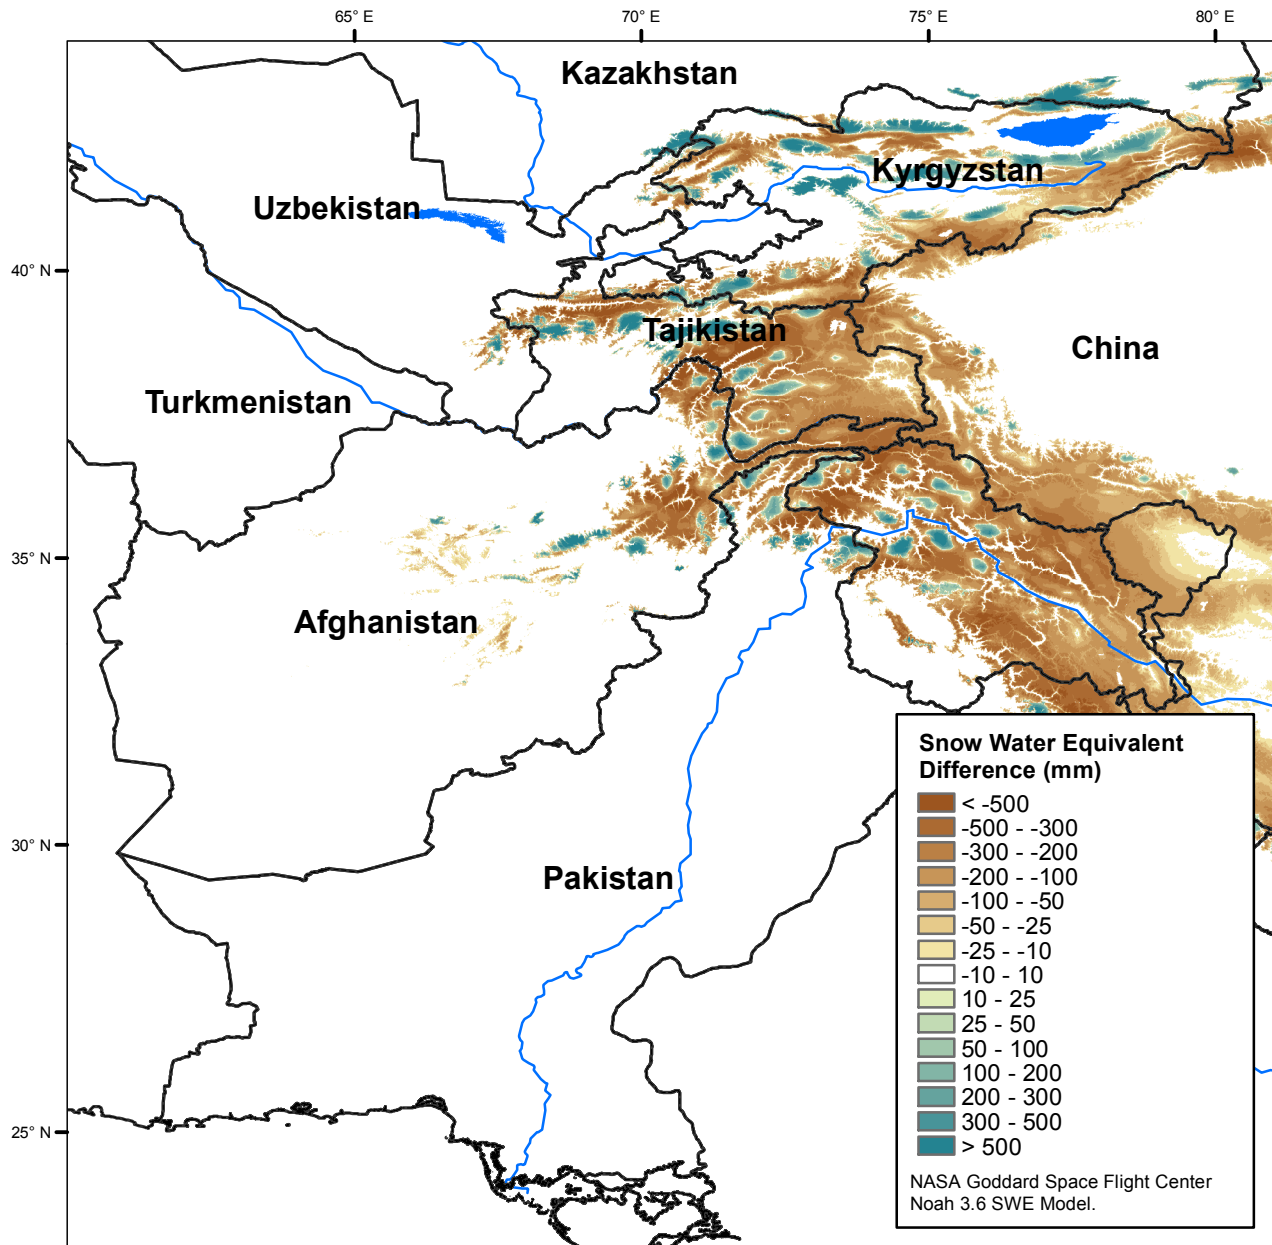 65° E
70° E
75° E
80° E
Kazakhstan
Kyrgyzstan
Uzbekistan
40° N
Tajikistan
China
Turkmenistan
35° N
Afghanistan
Snow Water Equivalent
Difference (mm)
< -500
-500 - -300
-300 - -200
-200 - -100
-100 - -50
-50 - -25
-25 - -10
-10 - 10
10 - 25
25 - 50
50 - 100
100 - 200
200 - 300
300 - 500
> 500
30° N
Pakistan
25° N
NASA Goddard Space Flight Center
Noah 3.6 SWE Model.